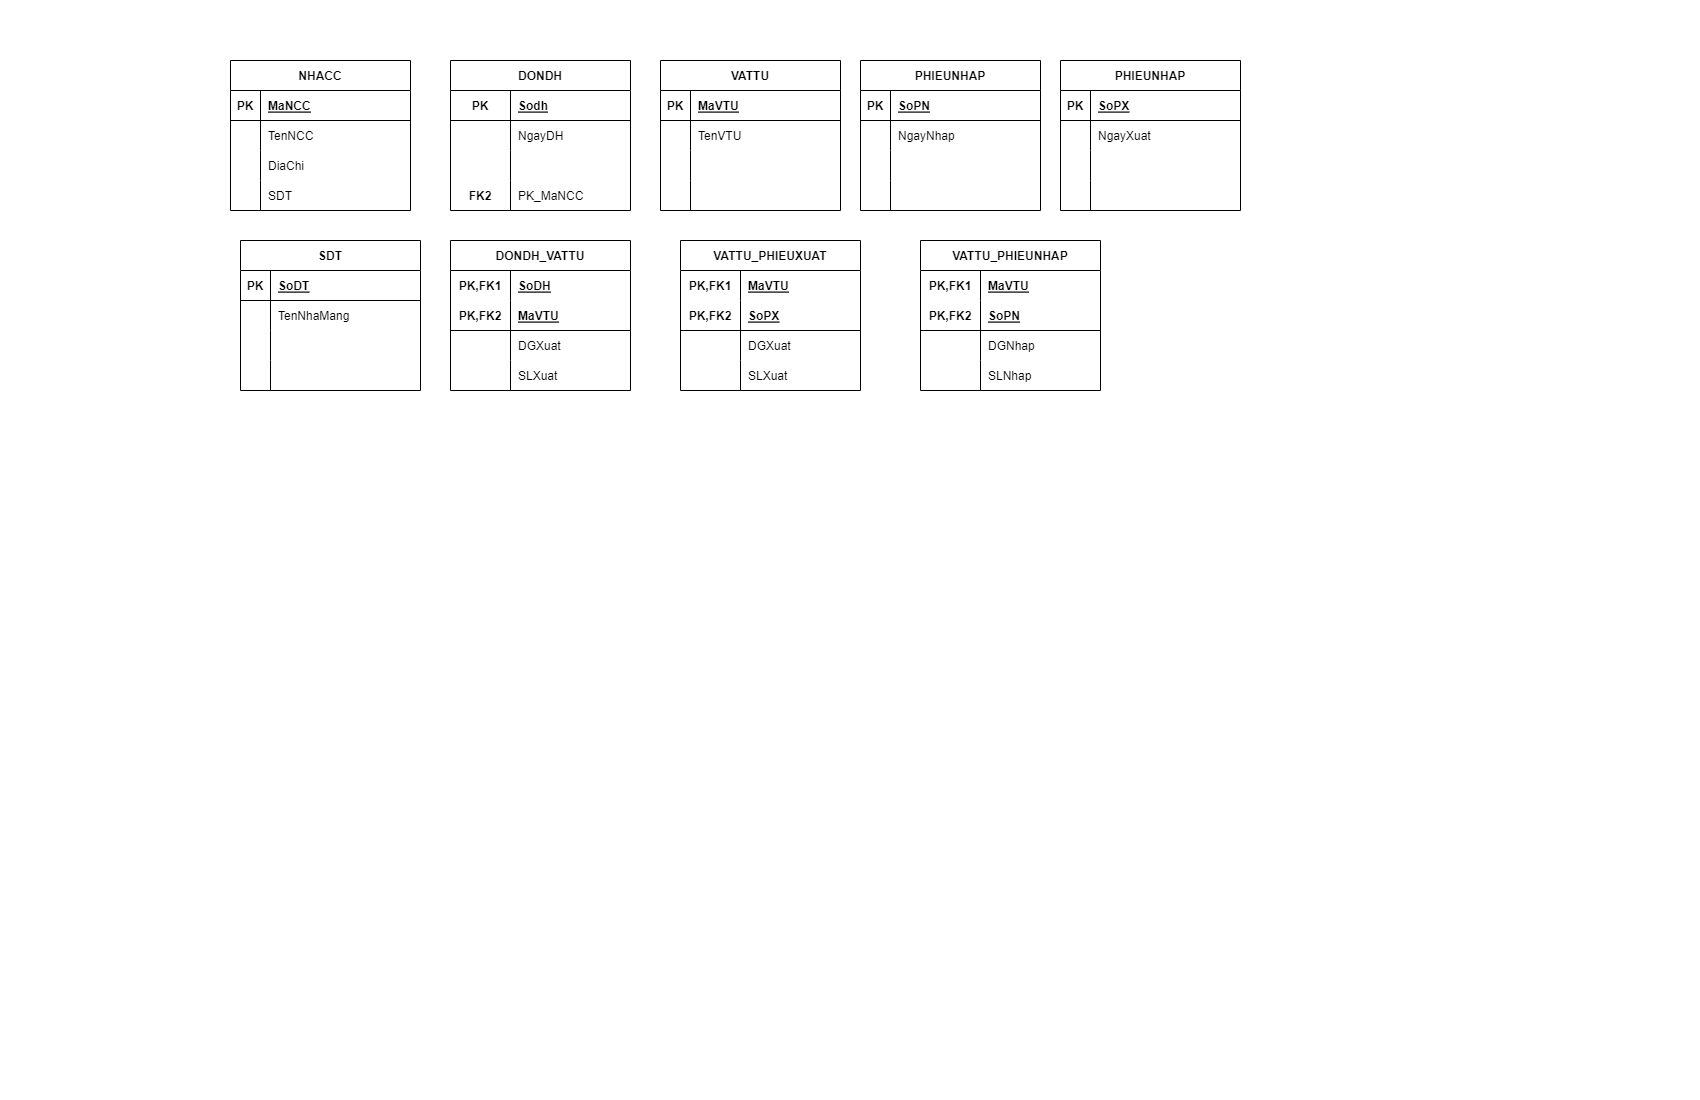 NHACC
PK MaNCC
TenNCC
DiaChi
SDT
DONDH
PK Sodh
NgayDH
FK2 PK_MaNCC
VATTU
PK MaVTU
TenVTU
PHIEUNHAP
PK SoPN
NgayNhap
PHIEUNHAP
PK SoPX
NgayXuat
SDT
PK SoDT
TenNhaMang
DONDH_VATTU
PK,FK1 SoDH
PK,FK2 MaVTU
DGXuat
SLXuat
VATTU_PHIEUXUAT
PK,FK1 MaVTU
PK,FK2 SoPX
DGXuat
SLXuat
VATTU_PHIEUNHAP
PK,FK1 MaVTU
PK,FK2 SoPN
DGNhap
SLNhap